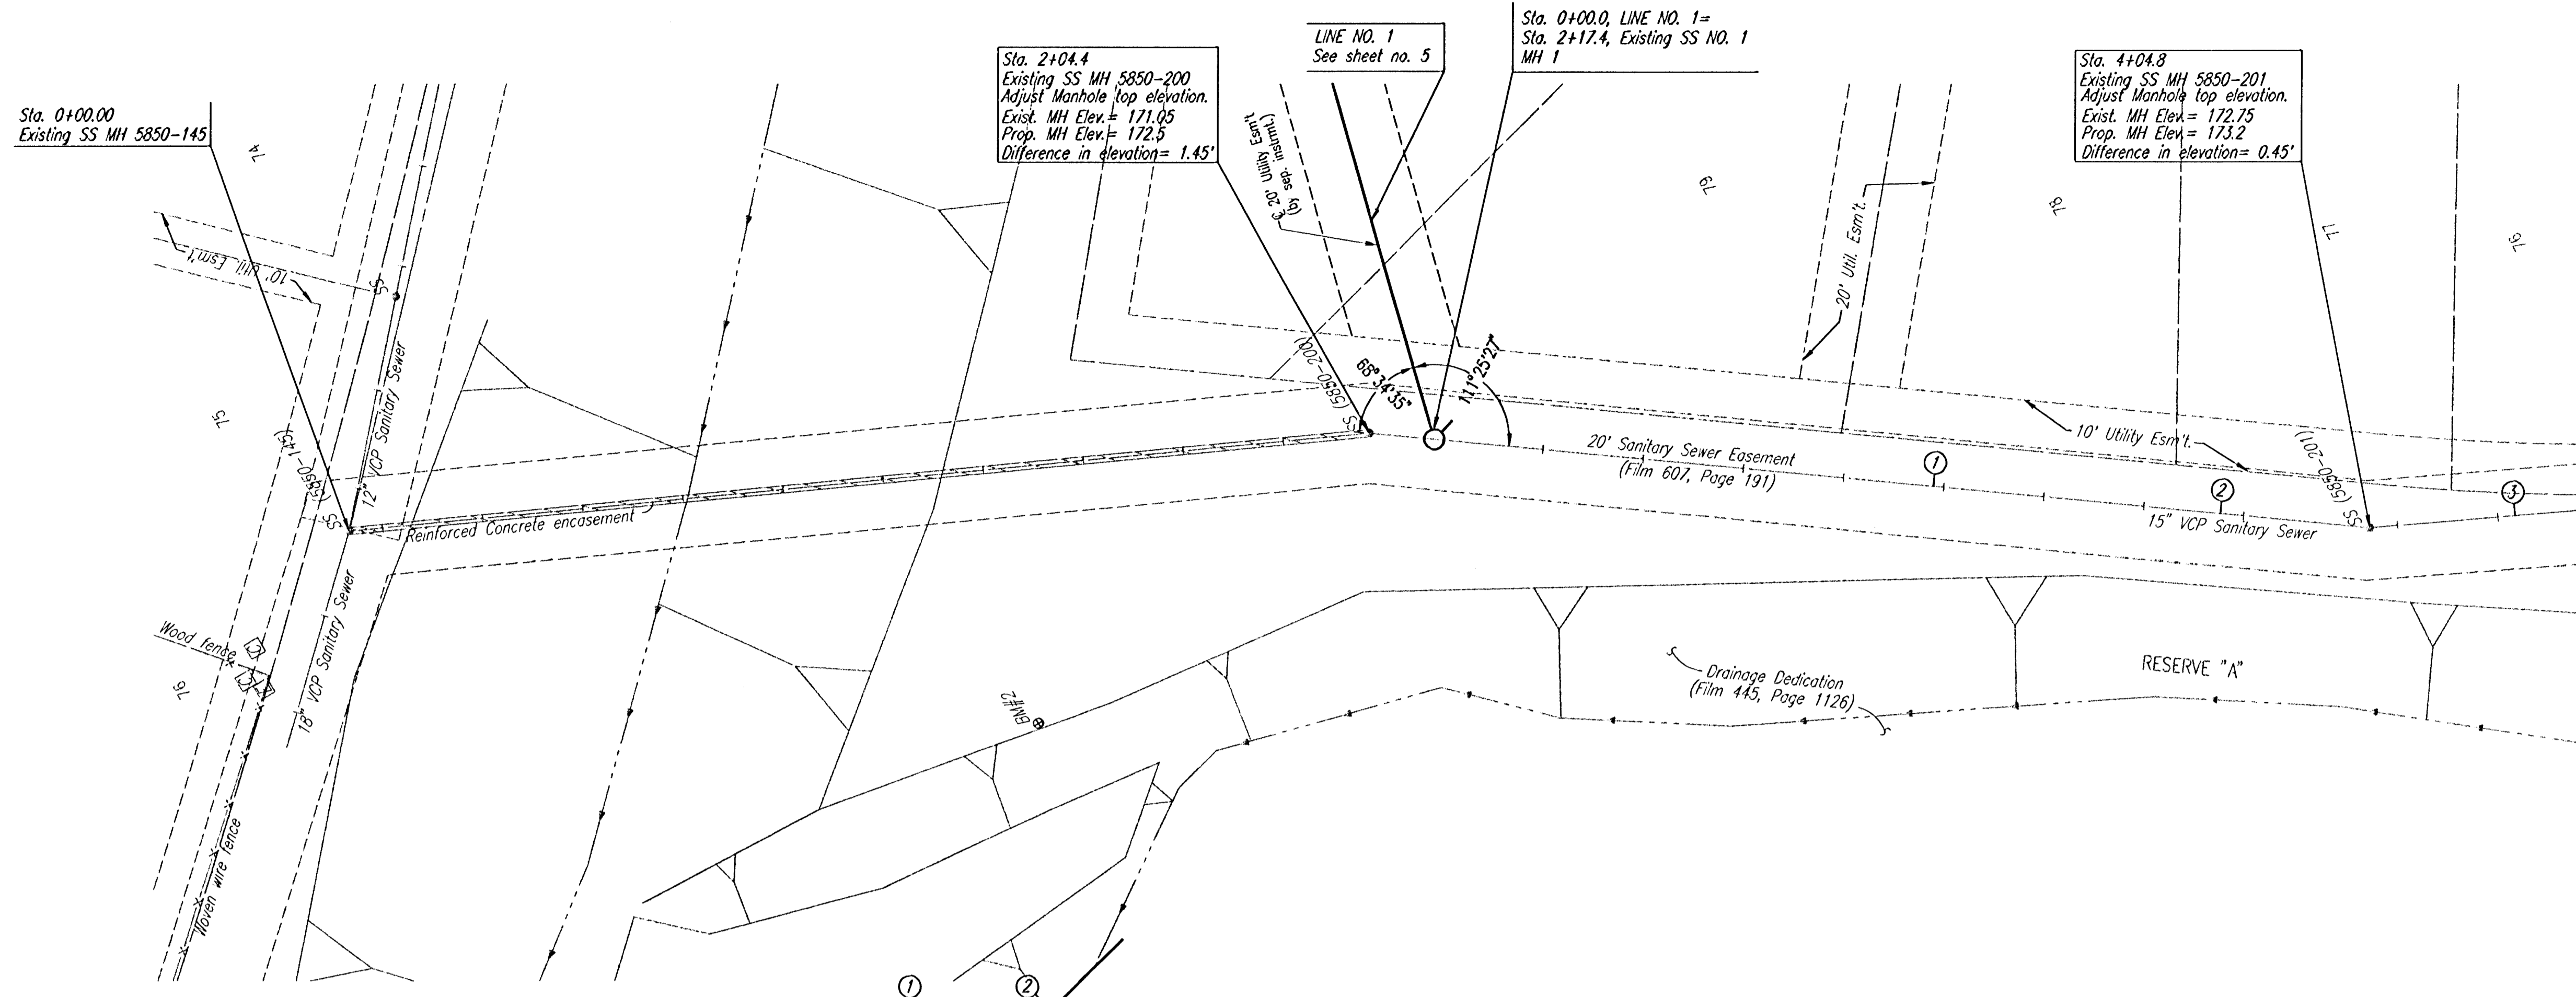 Sta. 0+00.00
Existing SS MH 5850-145
Sta. 2+04.4
Existing SS MH 5850-200
Adjust Manhole top elevation.
Exist. MH Elev.= 171.05
Prop. MH Elev.= 172.5
Difference in elevation= 1.45'
LINE NO. 1
See sheet no. 5
Sta. 0+00.0, LINE NO. 1=
Sta. 2+17.4, Existing SS NO. 1
MH 1
Sta. 4+04.8
Existing SS MH 5850-201
Adjust Manhole top elevation.
Exist. MH Elev.= 172.75
Prop. MH Elev.= 173.2
Difference in elevation= 0.45'
74
10' Util. Esm't
SS
12" VCP Sanitary Sewer
75
(5850-145)
SS
Reinforced Concrete encasement
18" VCP Sanitary Sewer
Wood fence
76
Woven wire fence
℄ 20' Utility Esm't
(by sep. instrmt.)
(5850-200)
SS
68°34'35"
111°25'27"
79
20' Util. Esm't.
78
77
76
20' Sanitary Sewer Easement
(Film 607, Page 191)
10' Utility Esm't.
(5850-201)
SS
1
2
3
15" VCP Sanitary Sewer
BM#2
Drainage Dedication
(Film 445, Page 1126)
RESERVE "A"
1
2